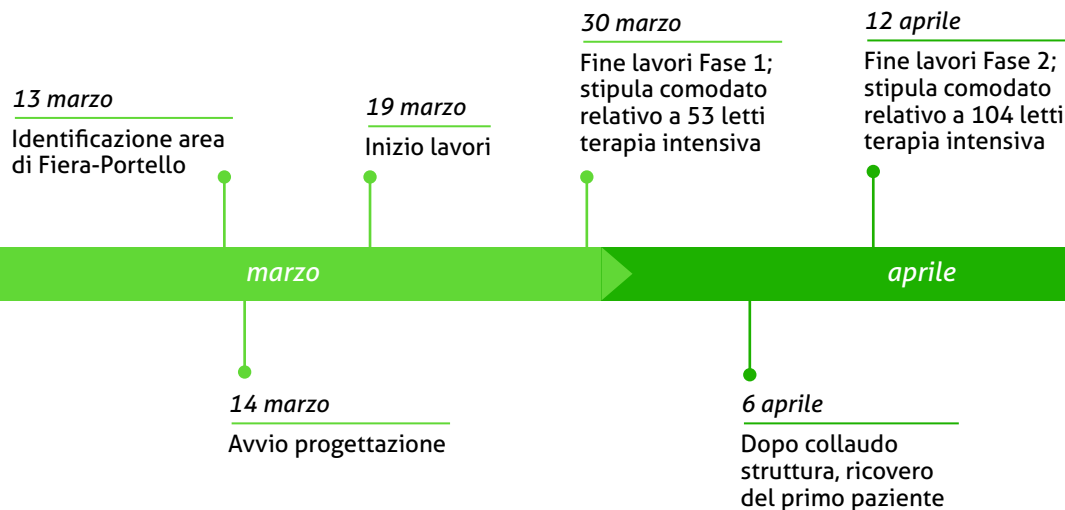 13 marzo
Identificazione area
di Fiera-Portello
19 marzo
Inizio lavori
30 marzo
Fine lavori Fase 1;
stipula comodato
relativo a 53 letti
terapia intensiva
12 aprile
Fine lavori Fase 2;
stipula comodato
relativo a 104 letti
terapia intensiva
marzo
aprile
14 marzo
Avvio progettazione
6 aprile
Dopo collaudo
struttura, ricovero
del primo paziente